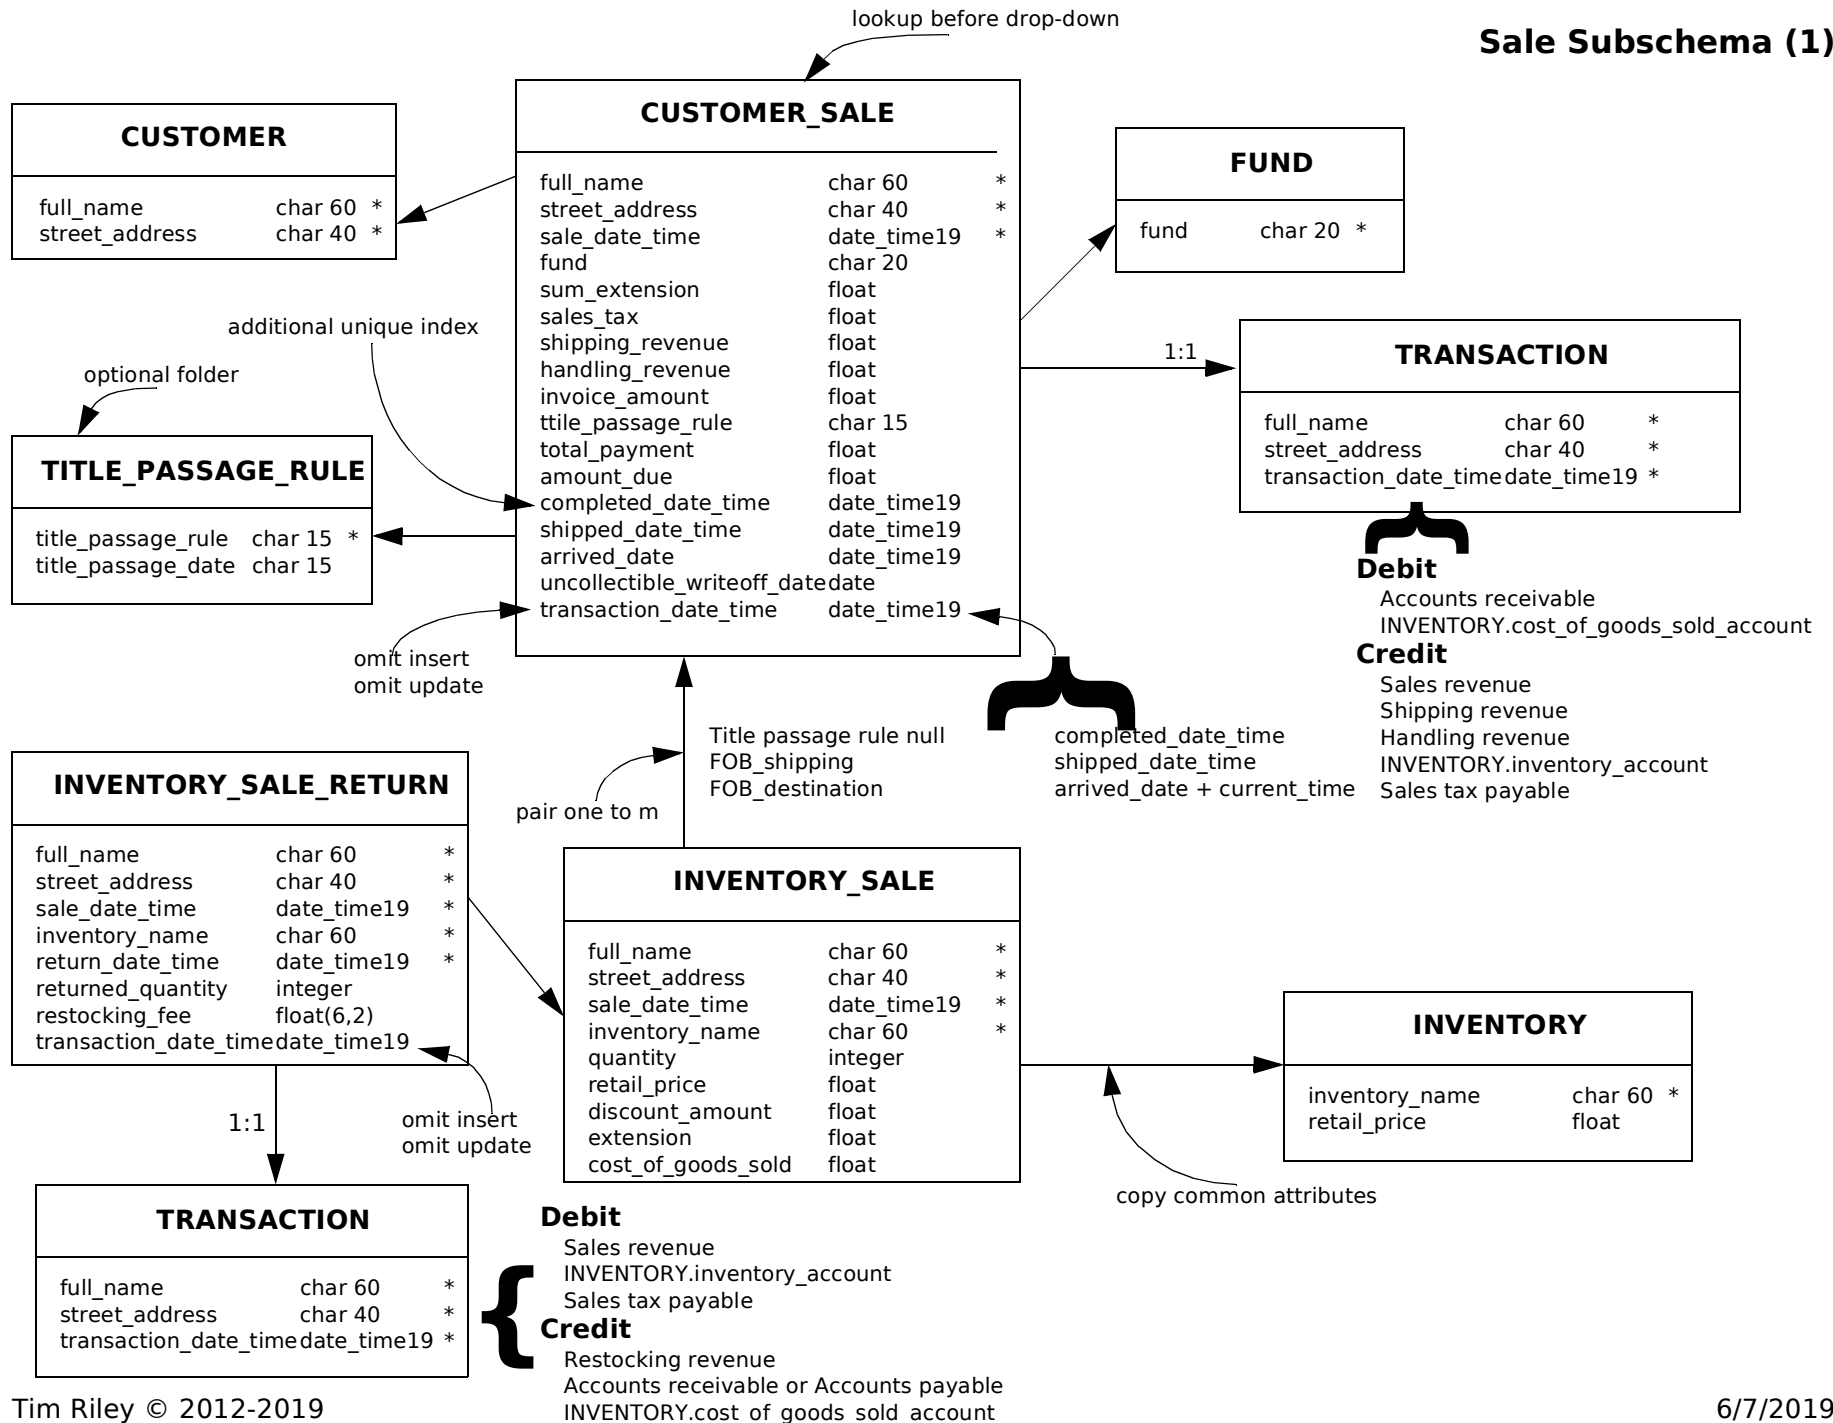 lookup before drop-down
Sale Subschema (1)
CUSTOMER
full_name char 60 *
street_address char 40 *
CUSTOMER_SALE
full_name char 60 *
street_address char 40 *
sale_date_time date_time19 *
fund char 20
sum_extension float
sales_tax float
shipping_revenue float
handling_revenue float
invoice_amount float
ttile_passage_rule char 15
total_payment float
amount_due float
completed_date_time date_time19
shipped_date_time date_time19
arrived_date date_time19
uncollectible_writeoff_date date
transaction_date_time date_time19
FUND
fund char 20 *
additional unique index
optional folder
1:1
TRANSACTION
full_name char 60 *
street_address char 40 *
transaction_date_time date_time19 *
TITLE_PASSAGE_RULE
title_passage_rule char 15 *
title_passage_date char 15
Debit
Accounts receivable
INVENTORY.cost_of_goods_sold_account
Credit
Sales revenue
Shipping revenue
Handling revenue
INVENTORY.inventory_account
Sales tax payable
omit insert
omit update
Title passage rule null completed_date_time
FOB_shipping shipped_date_time
FOB_destination arrived_date + current_time
pair one to m
INVENTORY_SALE_RETURN
full_name char 60 *
street_address char 40 *
sale_date_time date_time19 *
inventory_name char 60 *
return_date_time date_time19 *
returned_quantity integer
restocking_fee float(6,2)
transaction_date_time date_time19
INVENTORY_SALE
full_name char 60 *
street_address char 40 *
sale_date_time date_time19 *
inventory_name char 60 *
quantity integer
retail_price float
discount_amount float
extension float
cost_of_goods_sold float
INVENTORY
inventory_name char 60 *
retail_price float
1:1
omit insert
omit update
copy common attributes
TRANSACTION
full_name char 60 *
street_address char 40 *
transaction_date_time date_time19 *
Debit
Sales revenue
INVENTORY.inventory_account
Sales tax payable
Credit
Restocking revenue
Accounts receivable or Accounts payable
INVENTORY.cost_of_goods_sold_account
Tim Riley © 2012-2019
6/7/2019